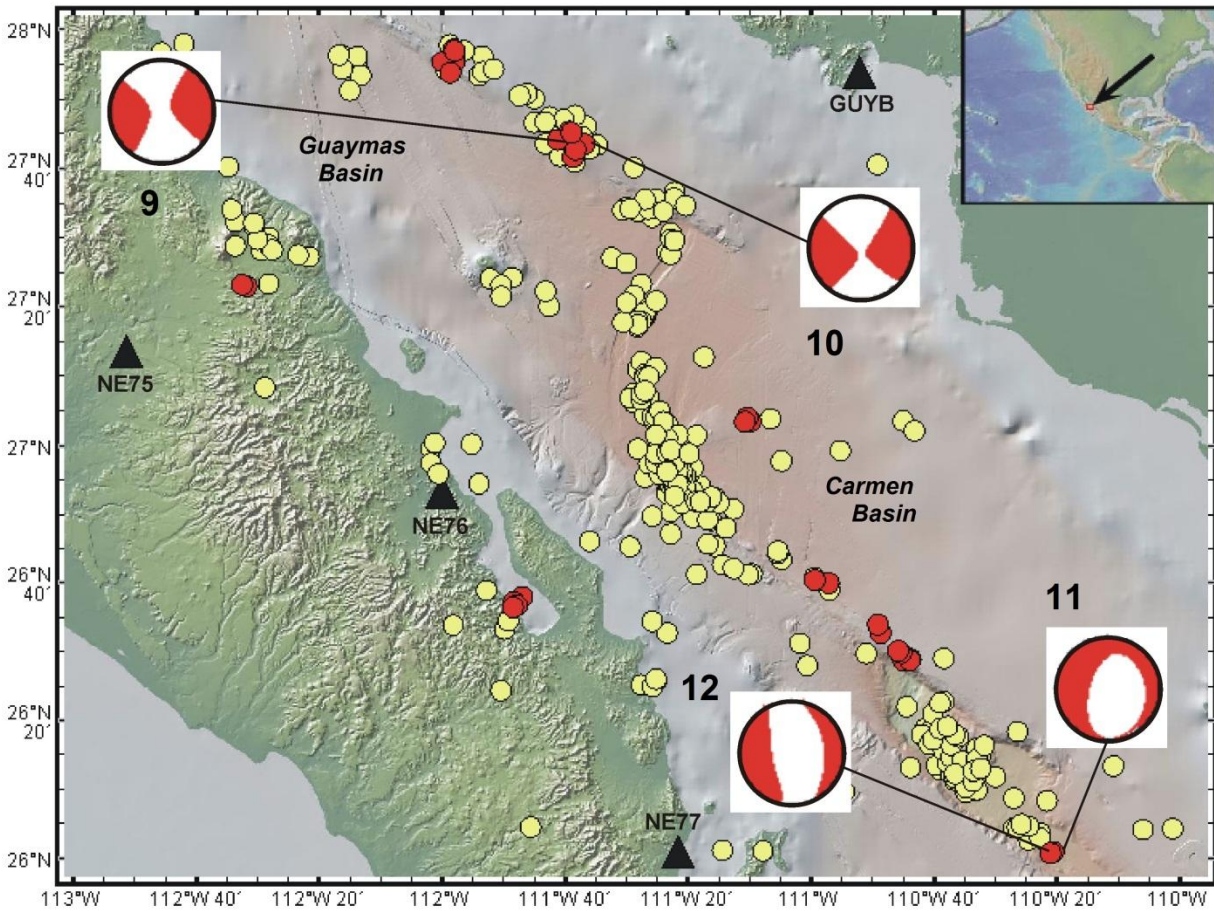 28°N
GUYB
Guaymas
Basin
27°N
40´
9
27°N
20´
10
NE75
27°N
Carmen
Basin
NE76
26°N
40´
11
12
26°N
20´
NE77
26°N
113°W
112°W 40´
112°W 20´
112°W
111°W 40´
111°W 20´
111°W
110°W 40´
110°W 20´
110°W